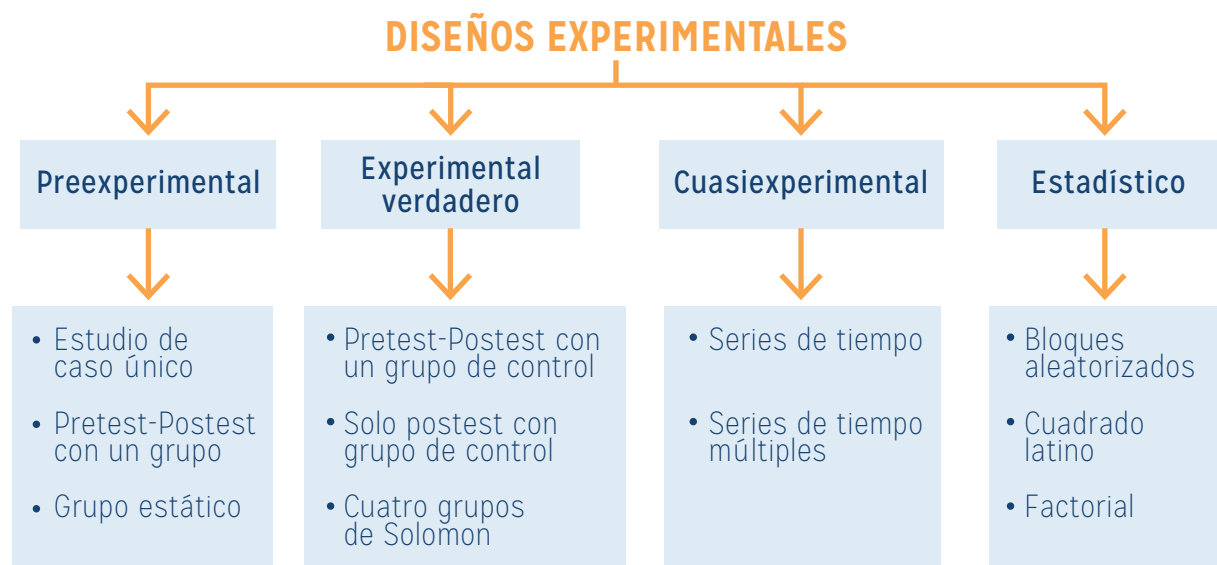 DISEÑOS EXPERIMENTALES
Preexperimental
Experimental
verdadero
Cuasiexperimental
Estadístico
• Estudio de
caso único
• Pretest-Postest
con un grupo
• Grupo estático
• Pretest-Postest con
un grupo de control
• Solo postest con
grupo de control
• Cuatro grupos
de Solomon
• Series de tiempo
• Series de tiempo
múltiples
• Bloques
aleatorizados
• Cuadrado
latino
• Factorial